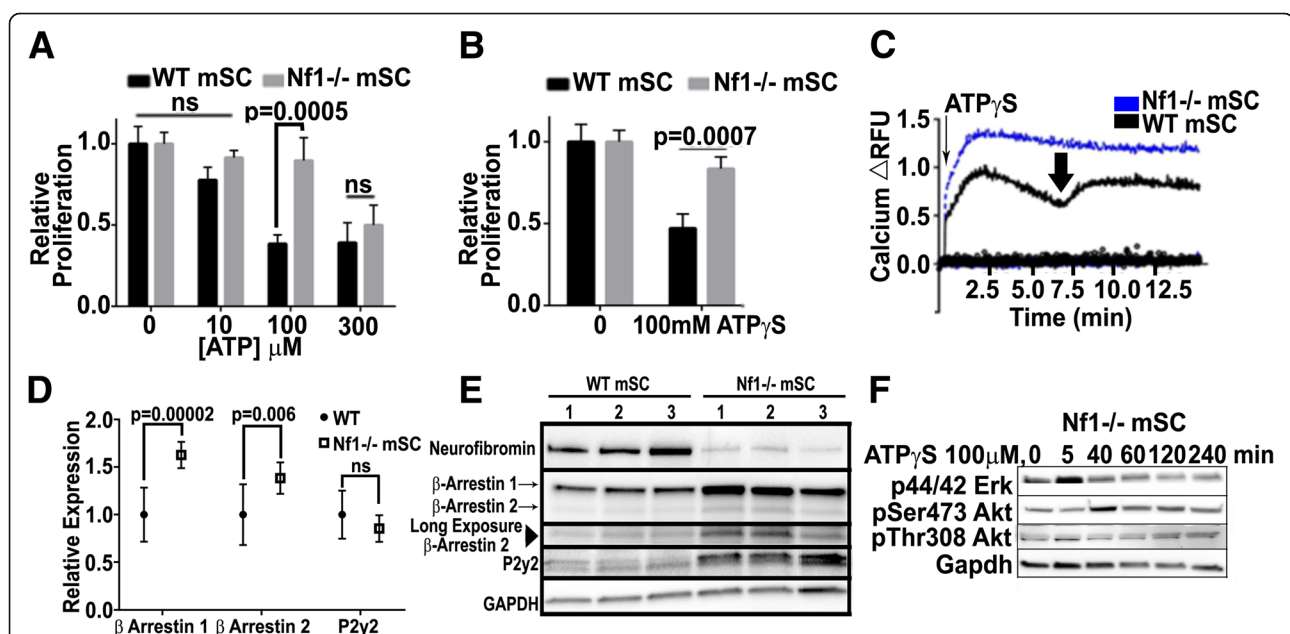 A
WT mSC Nf1-/- mSC
ns
p=0.0005
ns
Relative
Proliferation
1.0
0.5
0.0
0 10 100 300
[ATP] μM
B
WT mSC Nf1-/- mSC
p=0.0007
Relative
Proliferation
1.0
0.5
0.0
0 100mM ATPγS
C
ATPγS
Nf1-/- mSC
WT mSC
Calcium △RFU
1.5
1.0
0.5
0.0
2.5 5.0 7.5 10.0 12.5
Time (min)
D
p=0.00002
p=0.006
ns
WT
Nf1-/- mSC
Relative Expression
2.0
1.5
1.0
0.5
0.0
β Arrestin 1 β Arrestin 2 P2y2
E
WT mSC Nf1-/- mSC
1 2 3 1 2 3
Neurofibromin
β-Arrestin 1→
β-Arrestin 2→
Long Exposure
β-Arrestin 2
P2y2
GAPDH
F
Nf1-/- mSC
ATPγS 100μM, 0 5 40 60 120 240 min
p44/42 Erk
pSer473 Akt
pThr308 Akt
Gapdh